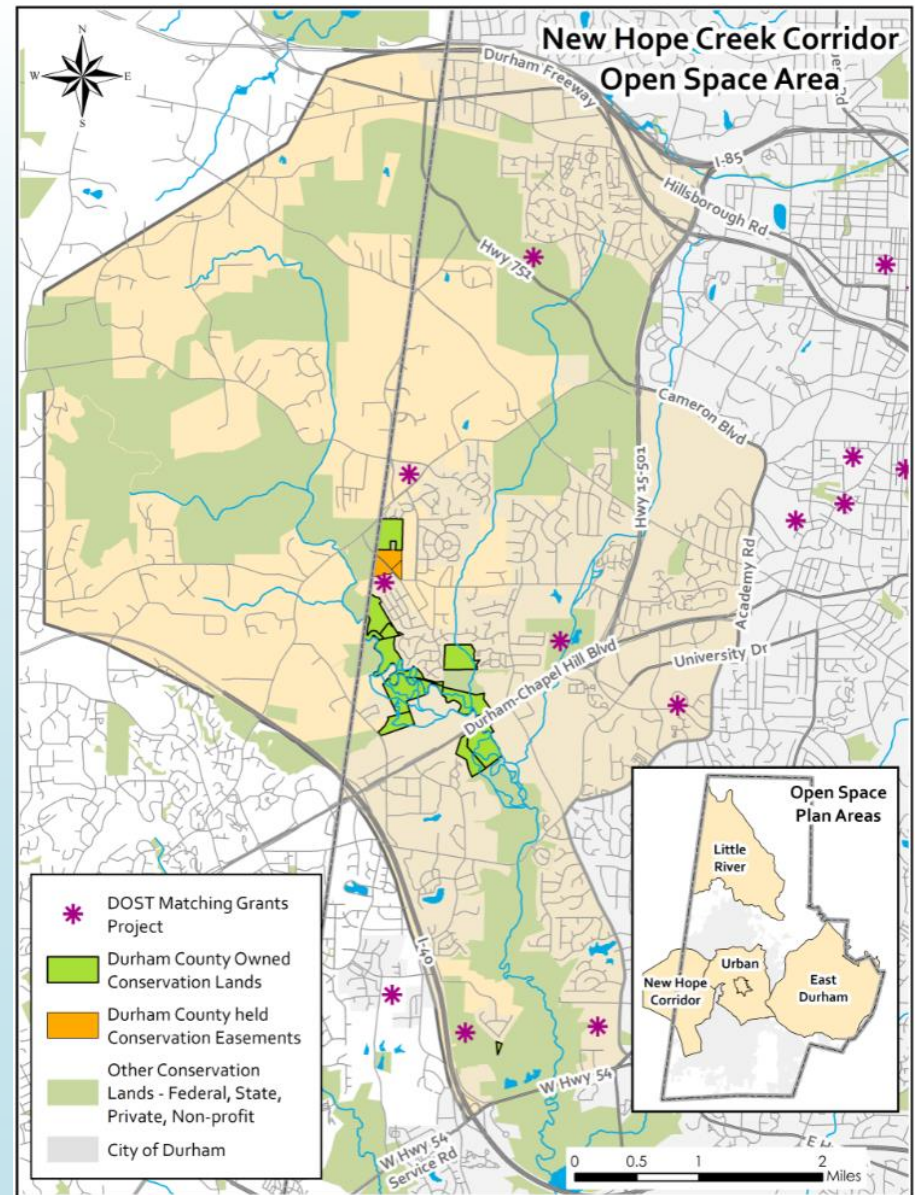 New Hope Creek Corridor
Open Space Area
N
W
E
S
Durham Freeway
I-85
Hillsborough Rd
Hwy 751
Cameron Blvd
Hwy 15-501
Academy Rd
University Dr
Durham-Chapel Hill Blvd
I-40
W Hwy 54
W Hwy 54
Service Rd
DOST Matching Grants
Project
Durham County Owned
Conservation Lands
Durham County held
Conservation Easements
Other Conservation
Lands - Federal, State,
Private, Non-profit
City of Durham
Open Space
Plan Areas
Little
River
New Hope
Corridor
Urban
East
Durham
0 0.5 1 2
Miles